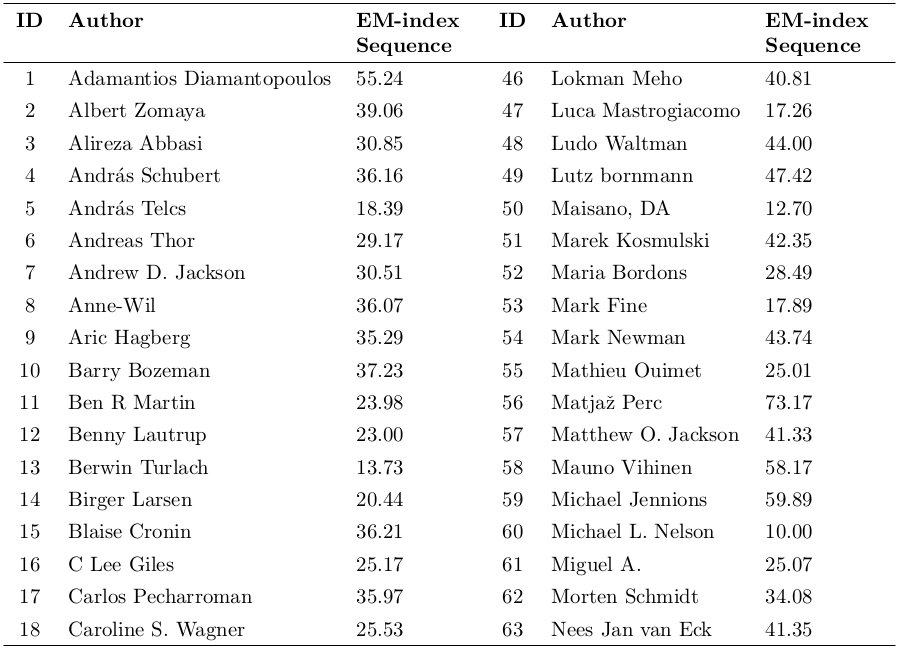 ID Author EM-index Sequence ID Author EM-index Sequence
1 Adamantios Diamantopoulos 55.24 46 Lokman Meho 40.81
2 Albert Zomaya 39.06 47 Luca Mastrogiacomo 17.26
3 Alireza Abbasi 30.85 48 Ludo Waltman 44.00
4 András Schubert 36.16 49 Lutz bornmann 47.42
5 András Telcs 18.39 50 Maisano, DA 12.70
6 Andreas Thor 29.17 51 Marek Kosmulski 42.35
7 Andrew D. Jackson 30.51 52 Maria Bordons 28.49
8 Anne-Wil 36.07 53 Mark Fine 17.89
9 Aric Hagberg 35.29 54 Mark Newman 43.74
10 Barry Bozeman 37.23 55 Mathieu Ouimet 25.01
11 Ben R Martin 23.98 56 Matjaž Perc 73.17
12 Benny Lautrup 23.00 57 Matthew O. Jackson 41.33
13 Berwin Turlach 13.73 58 Mauno Vihinen 58.17
14 Birger Larsen 20.44 59 Michael Jennions 59.89
15 Blaise Cronin 36.21 60 Michael L. Nelson 10.00
16 C Lee Giles 25.17 61 Miguel A. 25.07
17 Carlos Pecharroman 35.97 62 Morten Schmidt 34.08
18 Caroline S. Wagner 25.53 63 Nees Jan van Eck 41.35